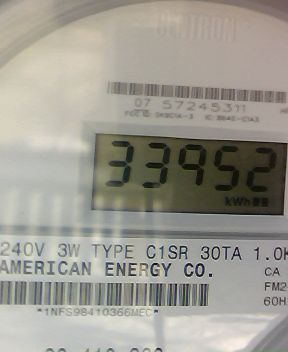 07 57245311
33952
kWh
240V 3W TYPE C1SR 30TA 1.0K
AMERICAN ENERGY CO.
CA
FM2
60H
*1NFS98410366MEC*